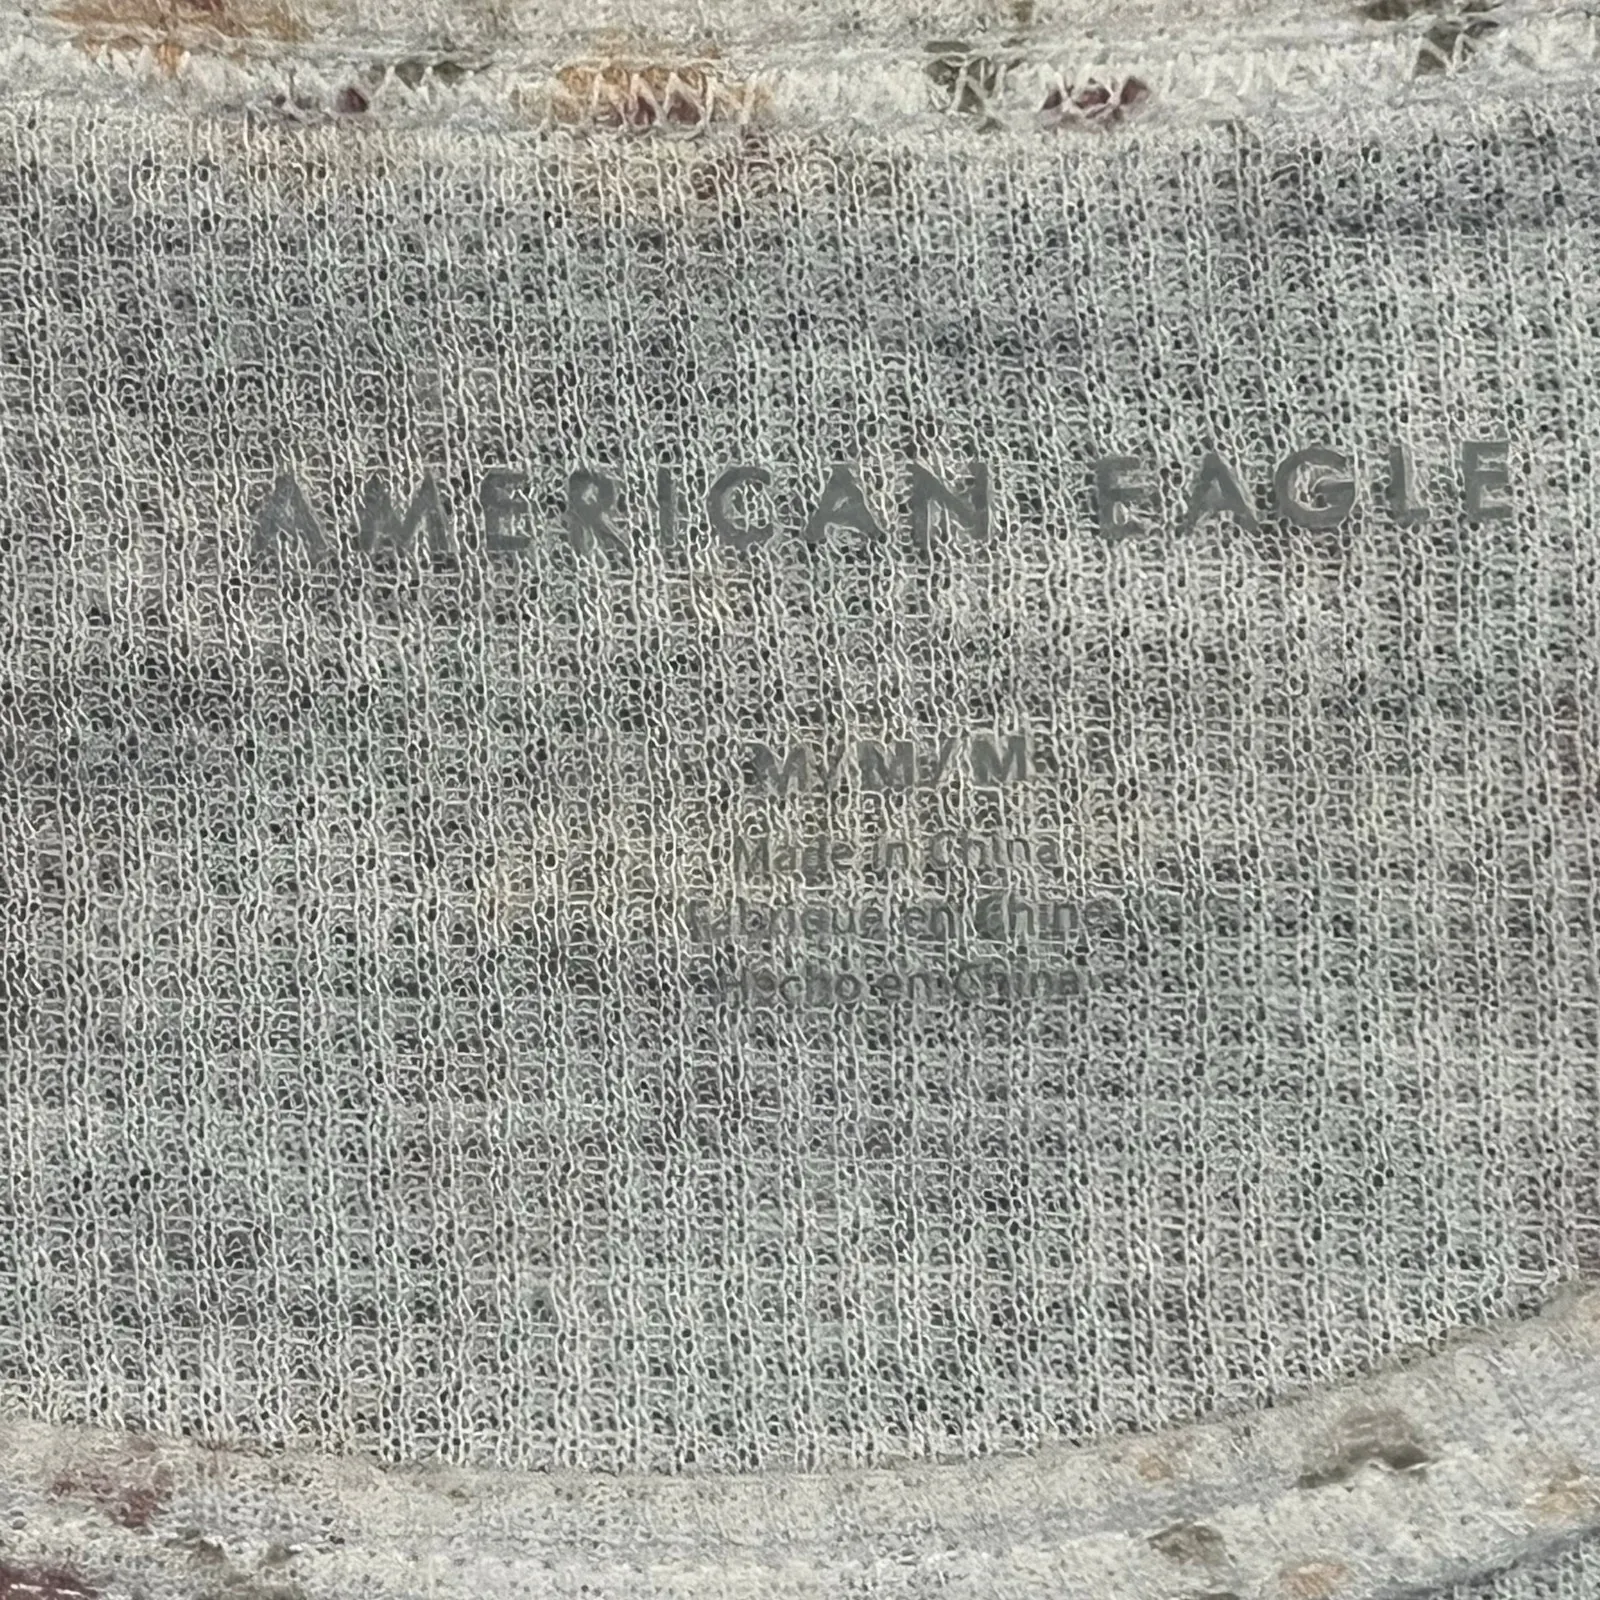 AMERICAN EAGLE
M/M/M
Made in China
Fabriqué en Chine
Hecho en China